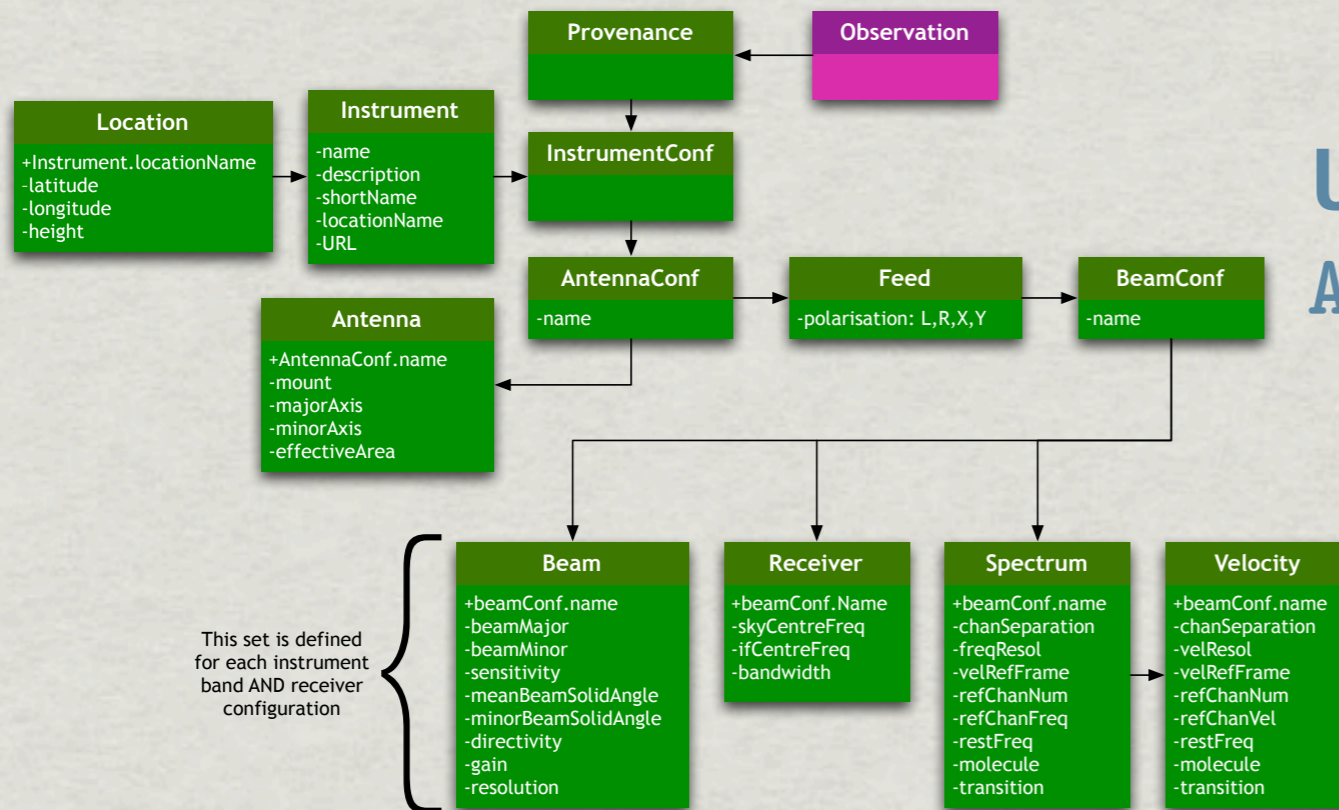 Provenance
Observation
Location
+Instrument.locationName
-latitude
-longitude
-height
Instrument
-name
-description
-shortName
-locationName
-URL
InstrumentConf
AntennaConf
-name
Feed
-polarisation: L,R,X,Y
BeamConf
-name
Antenna
+AntennaConf.name
-mount
-majorAxis
-minorAxis
-effectiveArea
This set is defined
for each instrument
band AND receiver
configuration
Beam
+beamConf.name
-beamMajor
-beamMinor
-sensitivity
-meanBeamSolidAngle
-minorBeamSolidAngle
-directivity
-gain
-resolution
Receiver
+beamConf.Name
-skyCentreFreq
-ifCentreFreq
-bandwidth
Spectrum
+beamConf.name
-chanSeparation
-freqResol
-velRefFrame
-refChanNum
-refChanFreq
-restFreq
-molecule
-transition
Velocity
+beamConf.name
-chanSeparation
-velResol
-velRefFrame
-refChanNum
-refChanVel
-restFreq
-molecule
-transition